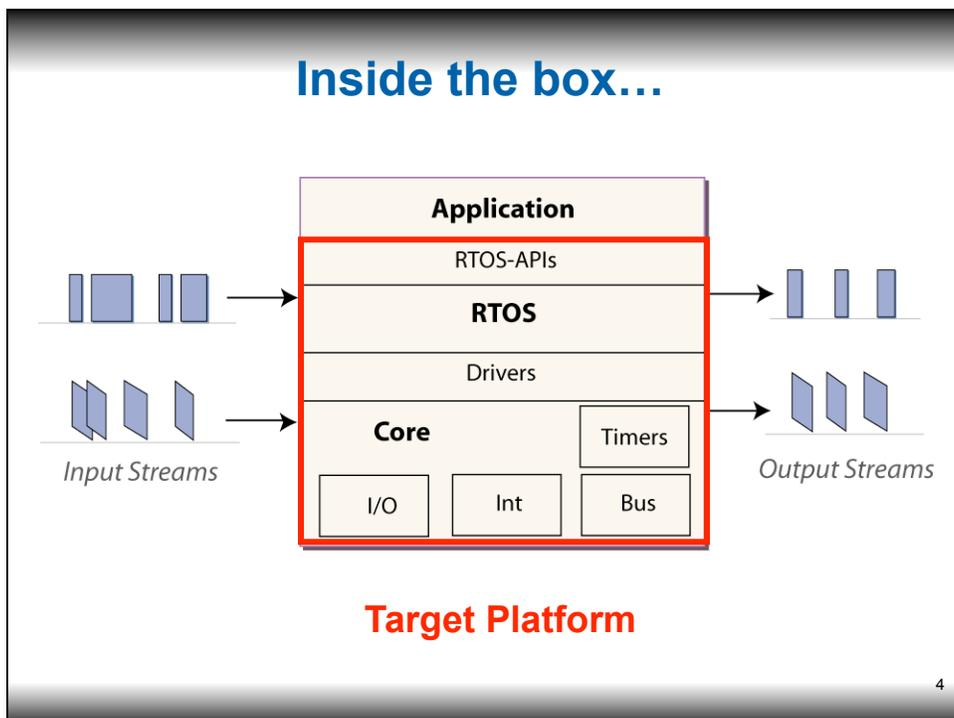 Inside the box…
Application
RTOS-APIs
RTOS
Drivers
Core
Timers
I/O
Int
Bus
Input Streams
Output Streams
Target Platform
4